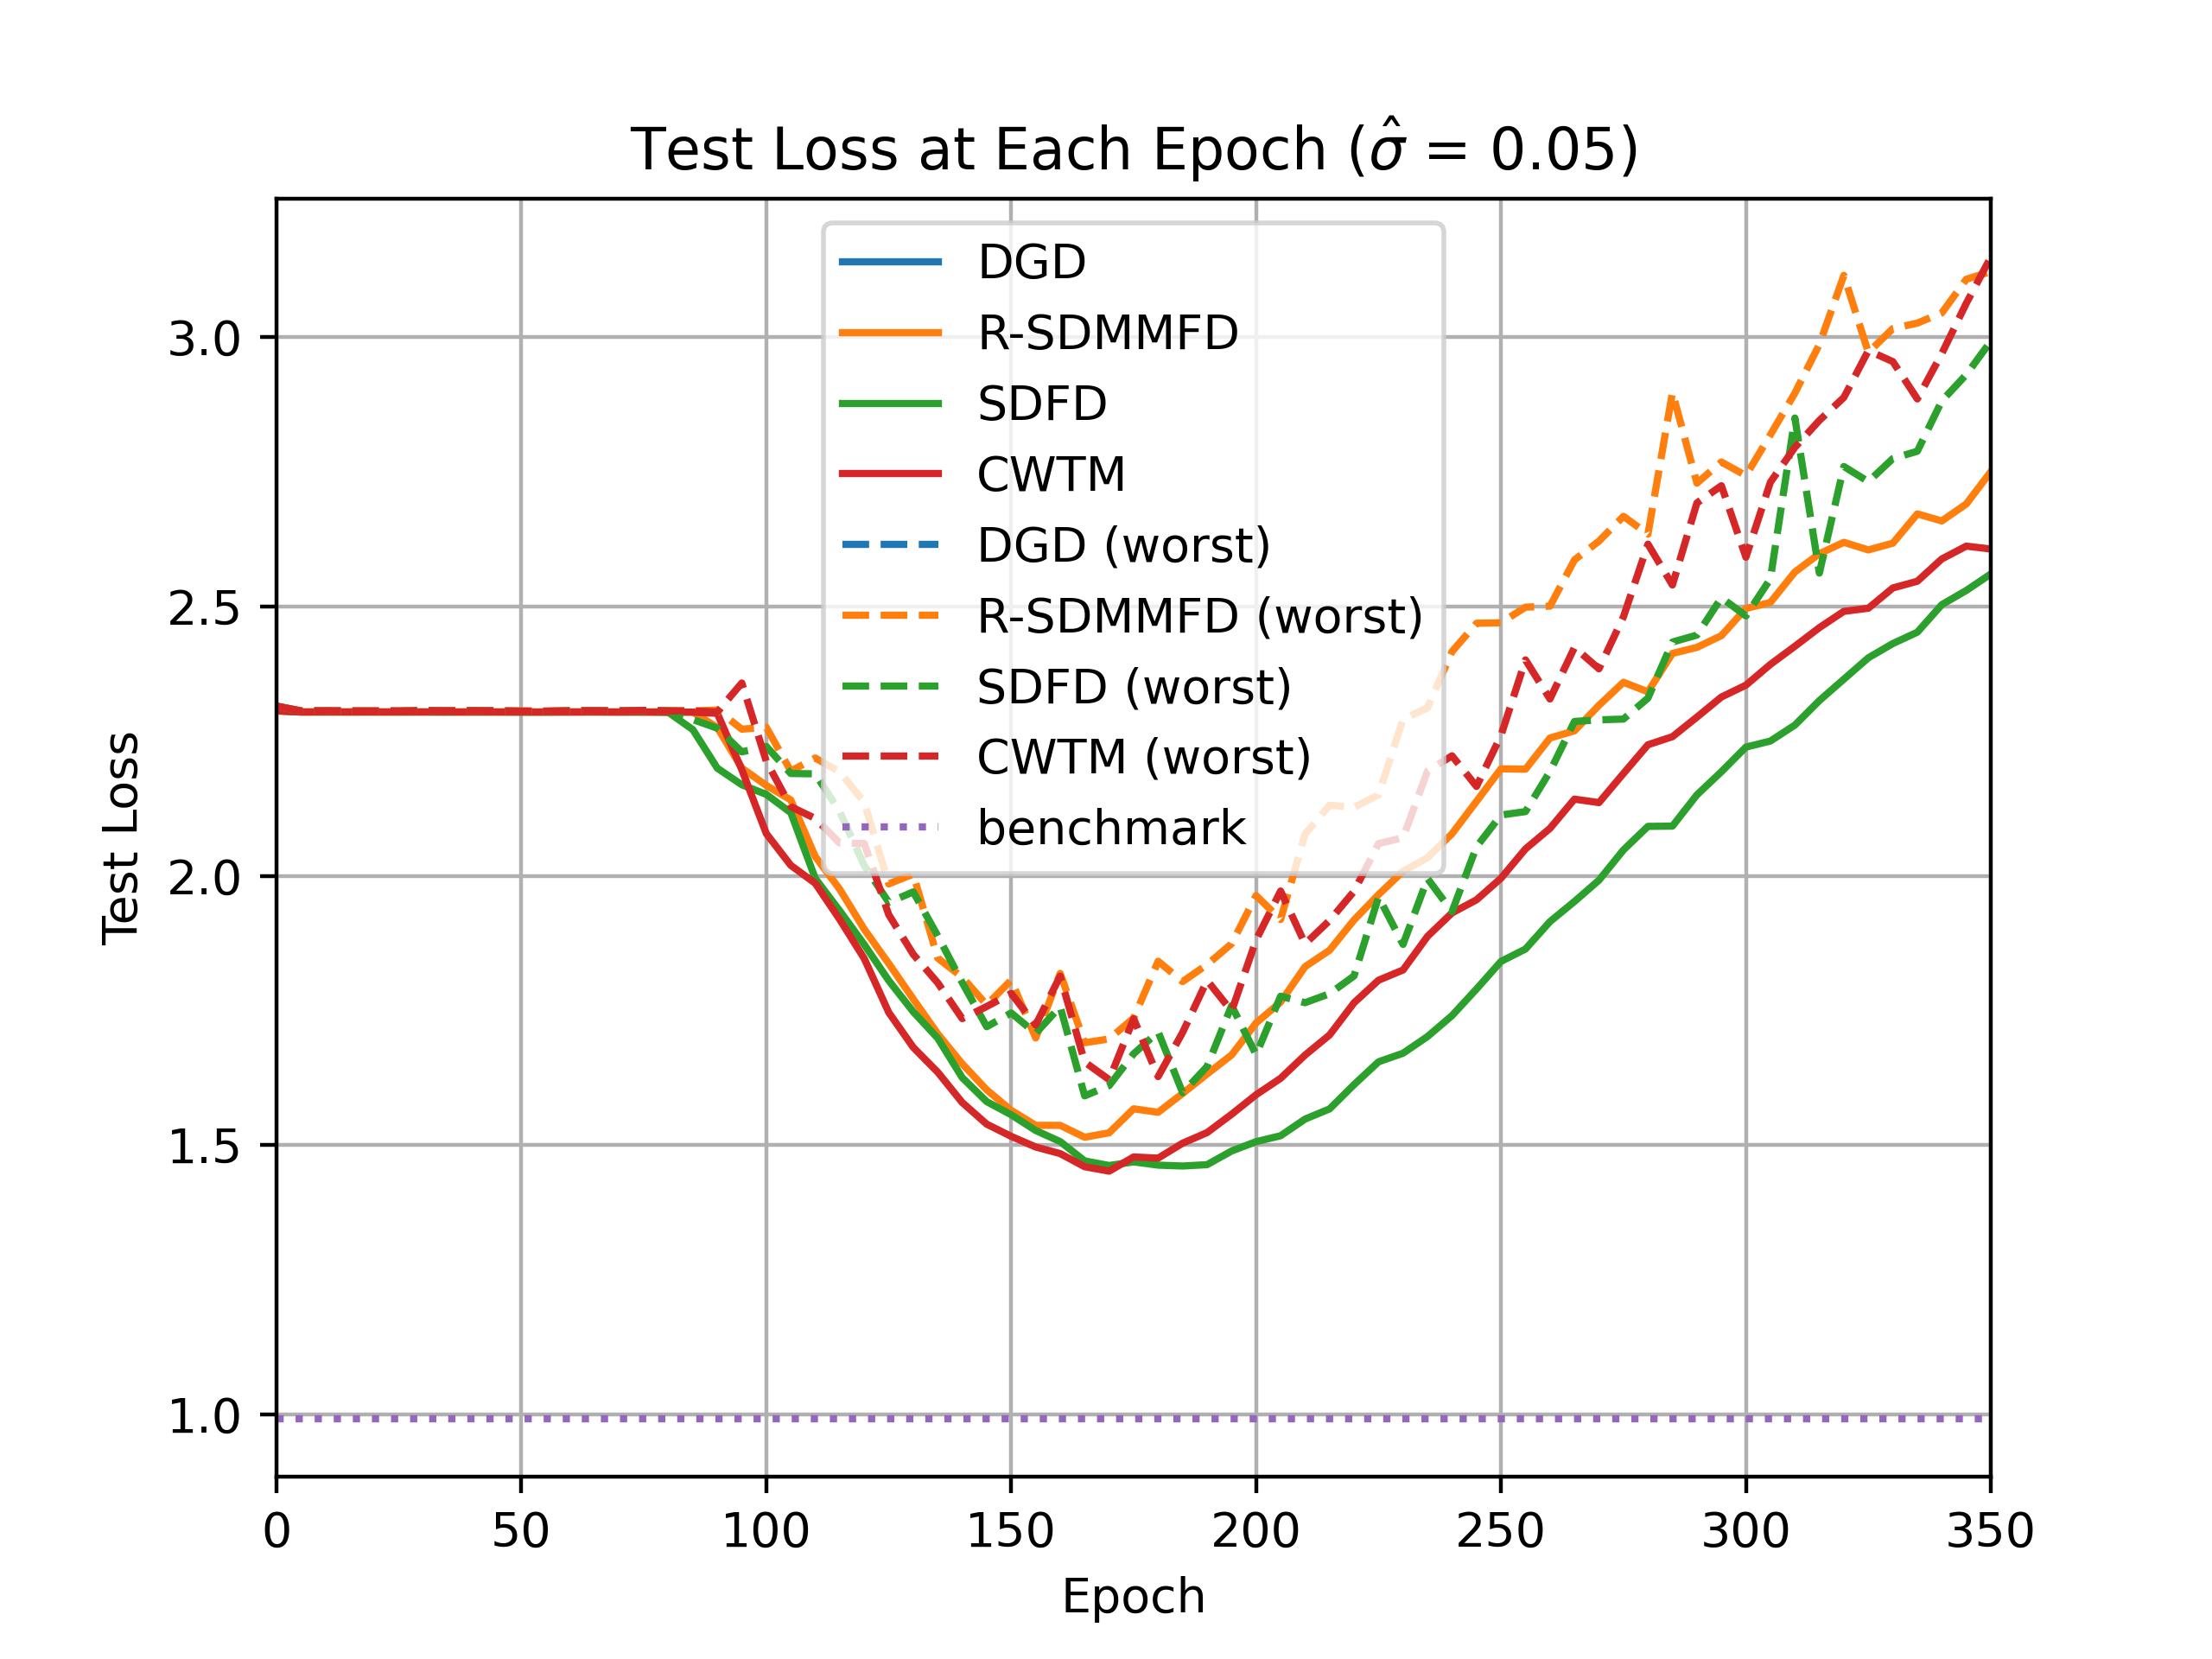 Test Loss at Each Epoch (σ̂ = 0.05)
DGD
R-SDMMFD
SDFD
CWTM
DGD (worst)
R-SDMMFD (worst)
SDFD (worst)
CWTM (worst)
benchmark
Test Loss
3.0
2.5
2.0
1.5
1.0
0 50 100 150 200 250 300 350
Epoch